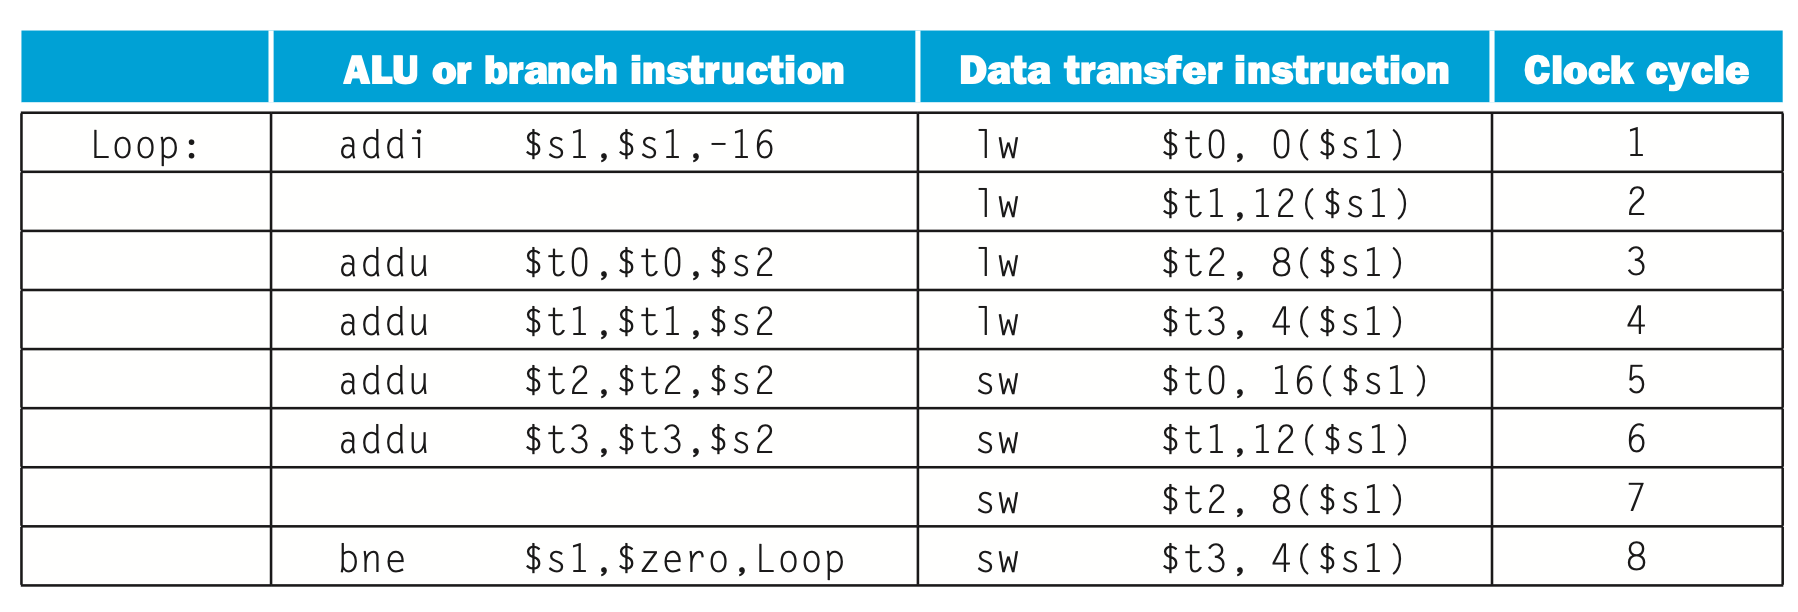 ALU or branch instruction Data transfer instruction Clock cycle
Loop: addi $s1,$s1,-16 lw $t0, 0($s1) 1
lw $t1,12($s1) 2
addu $t0,$t0,$s2 lw $t2, 8($s1) 3
addu $t1,$t1,$s2 lw $t3, 4($s1) 4
addu $t2,$t2,$s2 sw $t0, 16($s1) 5
addu $t3,$t3,$s2 sw $t1,12($s1) 6
sw $t2, 8($s1) 7
bne $s1,$zero,Loop sw $t3, 4($s1) 8